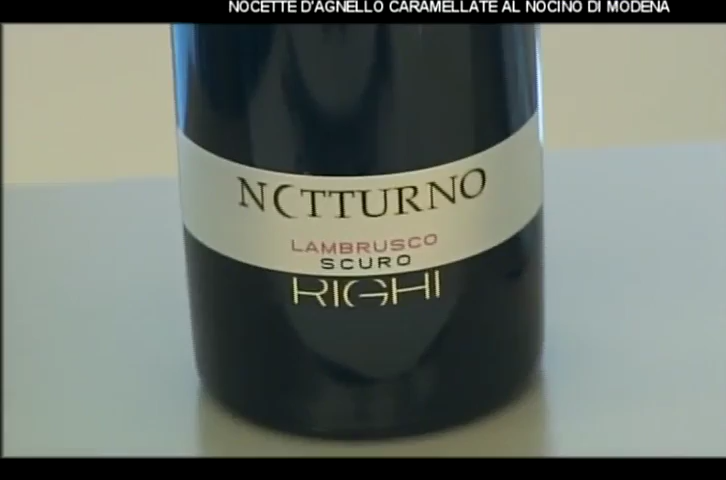 NOCETTE D'AGNELLO CARAMELLATE AL NOCINO DI MODENA
NOTTURNO
LAMBRUSCO
SCURO
RIGHI